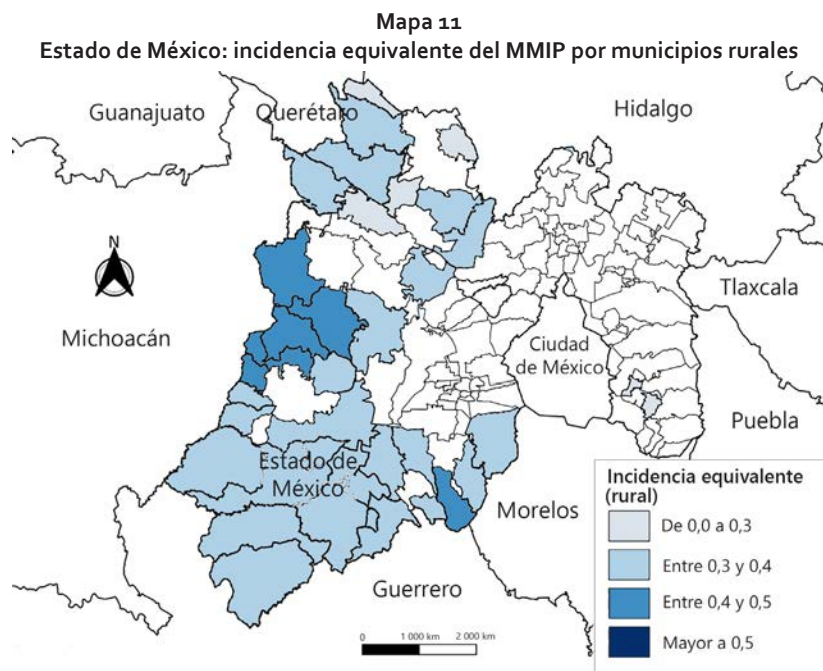 Mapa 11
Estado de México: incidencia equivalente del MMIP por municipios rurales
Guanajuato
Querétaro
Hidalgo
N
Tlaxcala
Michoacán
Ciudad
de México
Puebla
Estado de
México
Morelos
Guerrero
Incidencia equivalente
(rural)
De 0,0 a 0,3
Entre 0,3 y 0,4
Entre 0,4 y 0,5
Mayor a 0,5
0 1 000 km 2 000 km